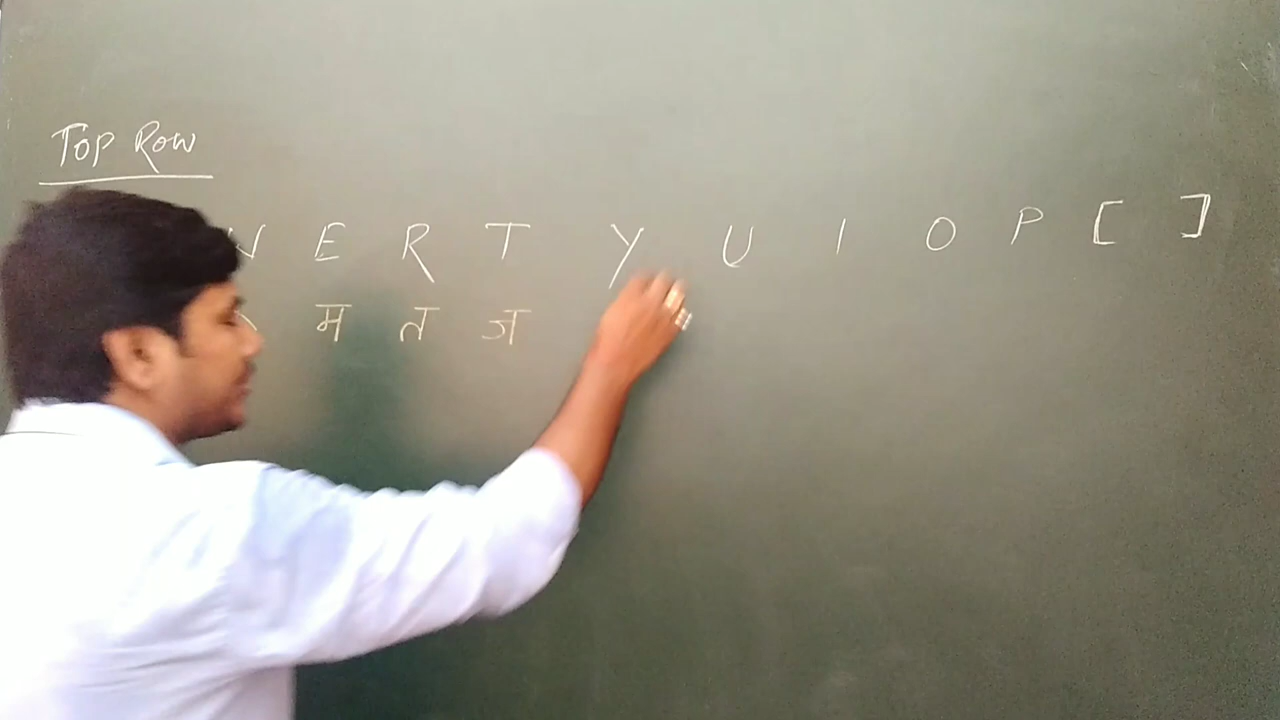 Top Row
E R T Y U I O P [ ]
म त ज